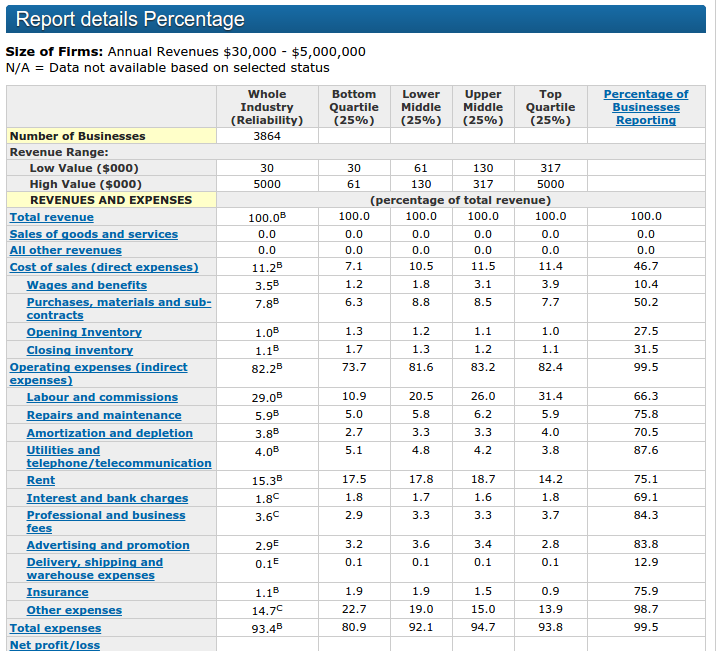 Report details Percentage
Size of Firms: Annual Revenues $30,000 - $5,000,000
N/A = Data not available based on selected status
Whole Industry (Reliability) Bottom Quartile (25%) Lower Middle (25%) Upper Middle (25%) Top Quartile (25%) Percentage of Businesses Reporting
Number of Businesses 3864
Revenue Range:
Low Value ($000) 30 30 61 130 317
High Value ($000) 5000 61 130 317 5000
REVENUES AND EXPENSES (percentage of total revenue)
Total revenue 100.0B 100.0 100.0 100.0 100.0 100.0
Sales of goods and services 0.0 0.0 0.0 0.0 0.0 0.0
All other revenues 0.0 0.0 0.0 0.0 0.0 0.0
Cost of sales (direct expenses) 11.2B 7.1 10.5 11.5 11.4 46.7
Wages and benefits 3.5B 1.2 1.8 3.1 3.9 10.4
Purchases, materials and sub-contracts 7.8B 6.3 8.8 8.5 7.7 50.2
Opening Inventory 1.0B 1.3 1.2 1.1 1.0 27.5
Closing inventory 1.1B 1.7 1.3 1.2 1.1 31.5
Operating expenses (indirect expenses) 82.2B 73.7 81.6 83.2 82.4 99.5
Labour and commissions 29.0B 10.9 20.5 26.0 31.4 66.3
Repairs and maintenance 5.9B 5.0 5.8 6.2 5.9 75.8
Amortization and depletion 3.8B 2.7 3.3 3.3 4.0 70.5
Utilities and telephone/telecommunication 4.0B 5.1 4.8 4.2 3.8 87.6
Rent 15.3B 17.5 17.8 18.7 14.2 75.1
Interest and bank charges 1.8C 1.8 1.7 1.6 1.8 69.1
Professional and business fees 3.6C 2.9 3.3 3.3 3.7 84.3
Advertising and promotion 2.9E 3.2 3.6 3.4 2.8 83.8
Delivery, shipping and warehouse expenses 0.1E 0.1 0.1 0.1 0.1 12.9
Insurance 1.1B 1.9 1.9 1.5 0.9 75.9
Other expenses 14.7C 22.7 19.0 15.0 13.9 98.7
Total expenses 93.4B 80.9 92.1 94.7 93.8 99.5
Net profit/loss